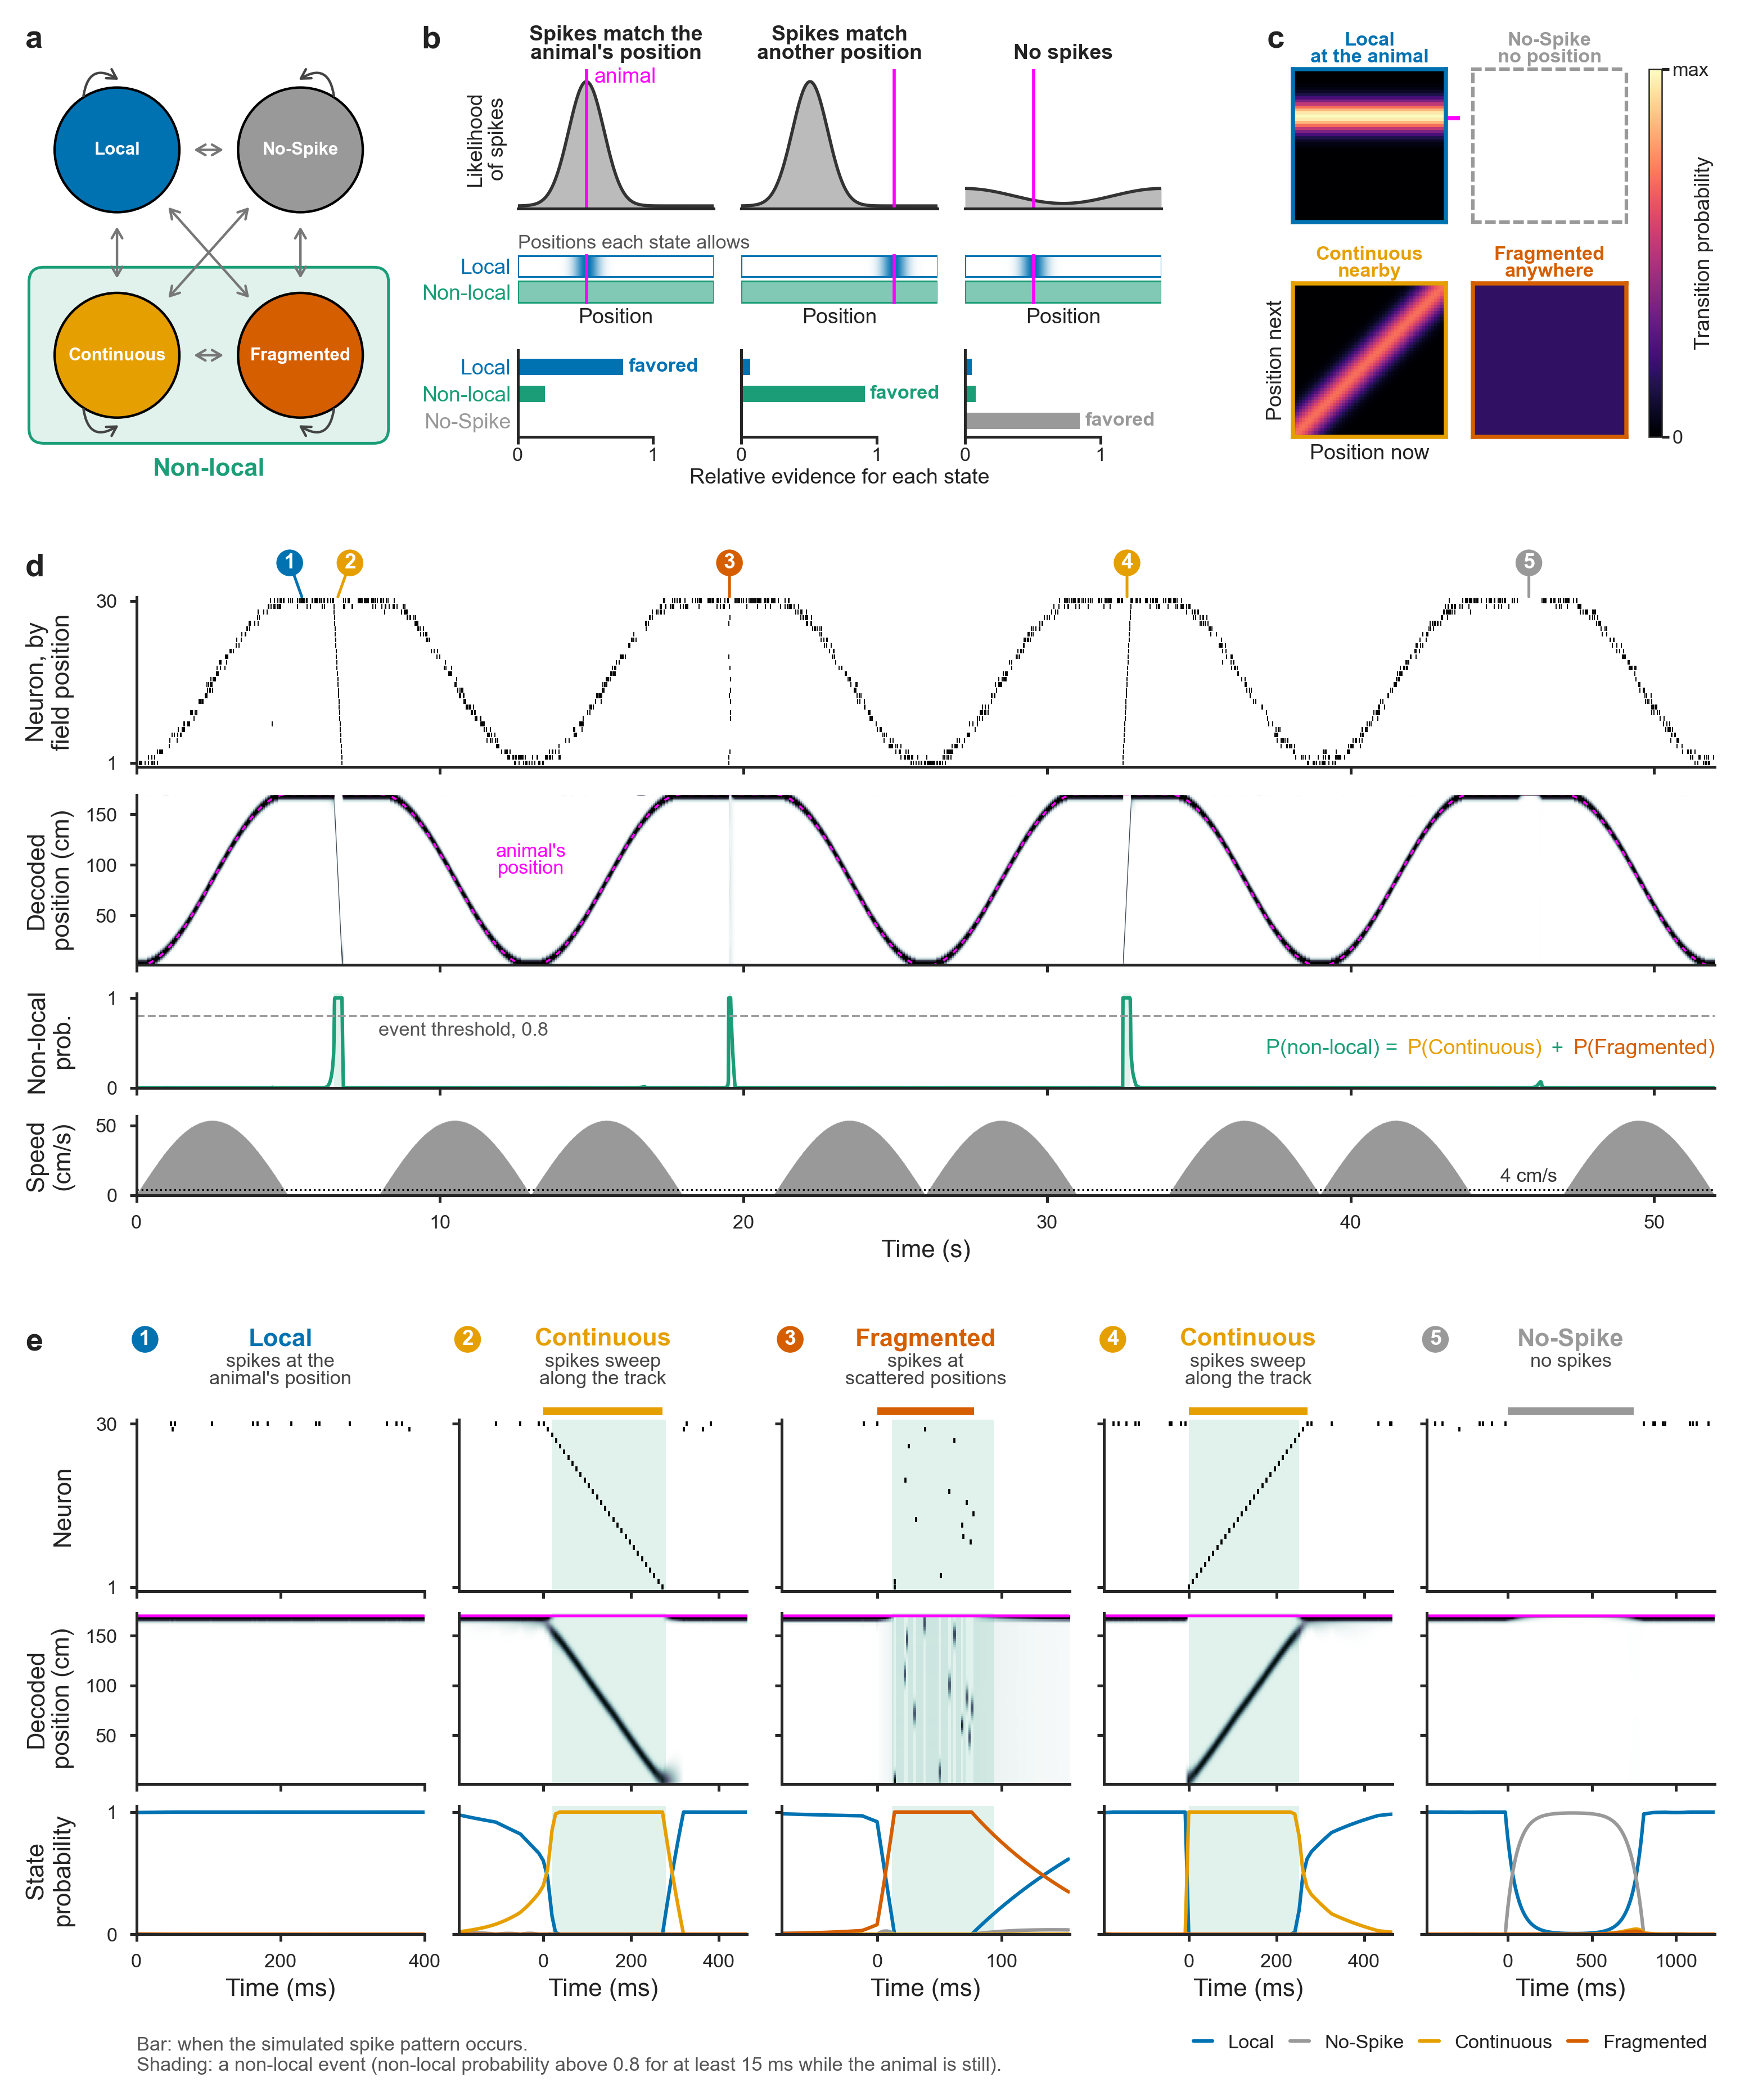 a
Local
No-Spike
Continuous
Fragmented
Non-local
b
Spikes match the
animal's position
Spikes match
another position
No spikes
animal
Likelihood
of spikes
Positions each state allows
Local
Non-local
Position
Position
Position
Local
Non-local
No-Spike
favored
favored
favored
0
1
0
1
0
1
Relative evidence for each state
c
Local
at the animal
No-Spike
no position
Continuous
nearby
Fragmented
anywhere
Position next
Position now
max
0
Transition probability
d
1
2
3
4
5
Neuron, by
field position
30
1
Decoded
position (cm)
150
100
50
animal's
position
Non-local
prob.
1
0
event threshold, 0.8
P(non-local) = P(Continuous) + P(Fragmented)
Speed
(cm/s)
50
0
4 cm/s
0
10
20
30
40
50
Time (s)
e
1
Local
spikes at the
animal's position
2
Continuous
spikes sweep
along the track
3
Fragmented
spikes at
scattered positions
4
Continuous
spikes sweep
along the track
5
No-Spike
no spikes
Neuron
30
1
Decoded
position (cm)
150
100
50
State
probability
1
0
0
200
400
0
200
400
0
100
0
200
400
0
500
1000
Time (ms)
Time (ms)
Time (ms)
Time (ms)
Time (ms)
Bar: when the simulated spike pattern occurs.
Shading: a non-local event (non-local probability above 0.8 for at least 15 ms while the animal is still).
Local
No-Spike
Continuous
Fragmented